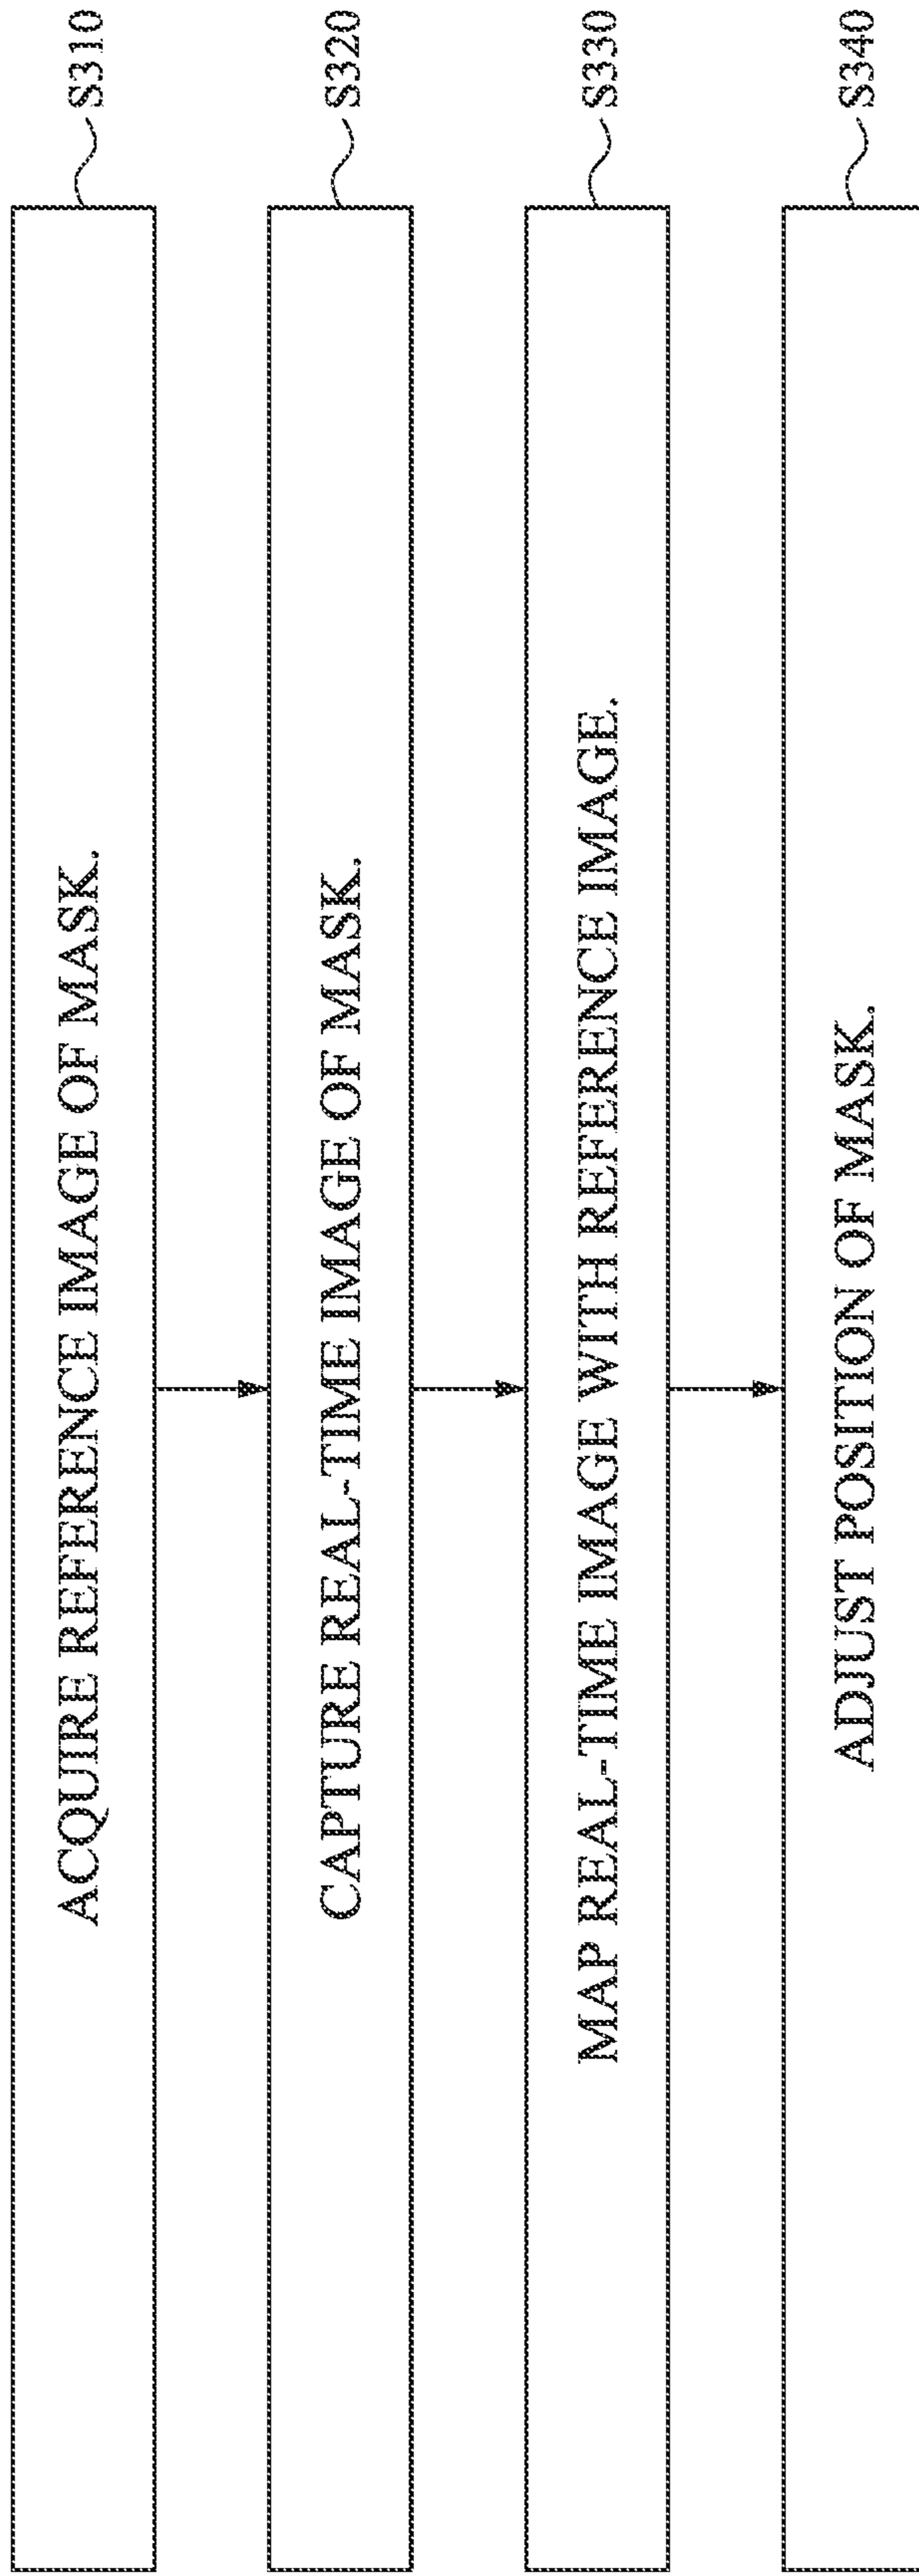 ACQUIRE REFERENCE IMAGE OF MASK.
S310
CAPTURE REAL-TIME IMAGE OF MASK.
S320
MAP REAL-TIME IMAGE WITH REFERENCE IMAGE.
S330
ADJUST POSITION OF MASK.
S340